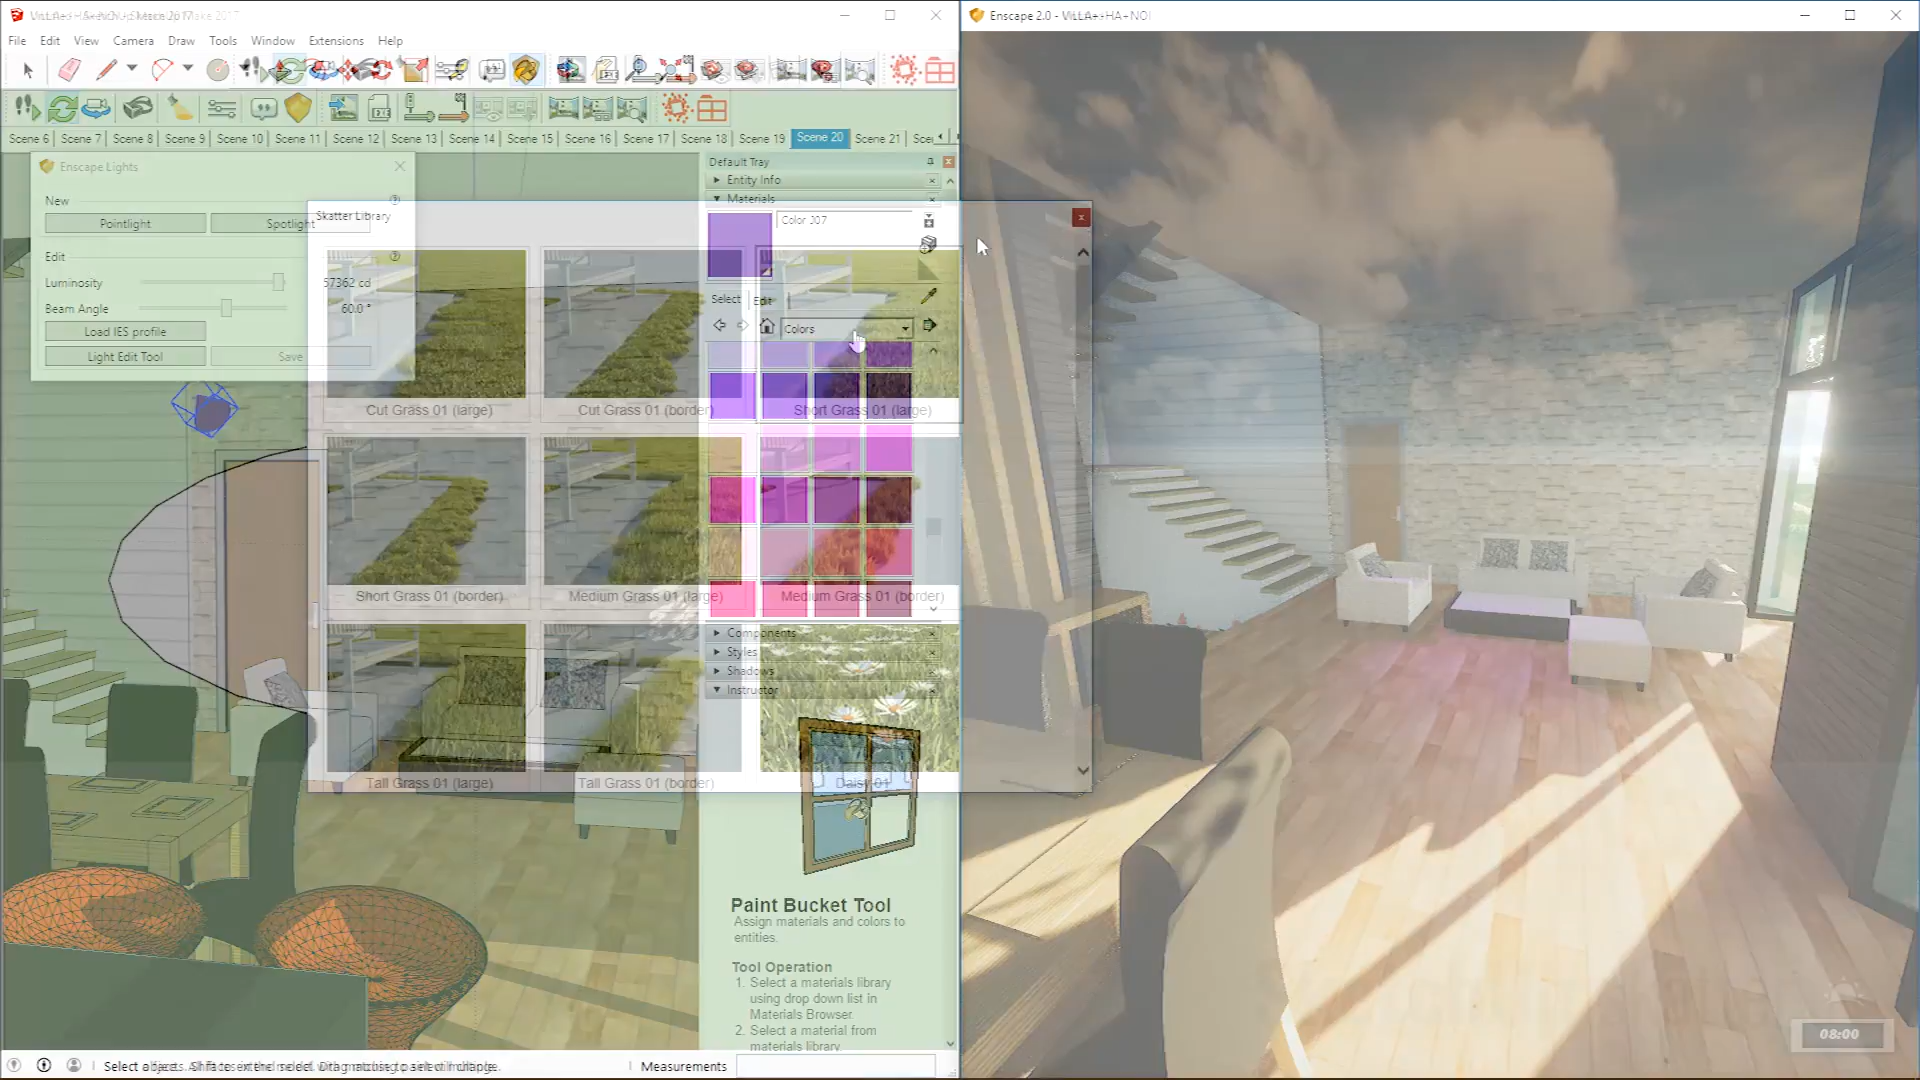 Enscape 2.0 - VILLA+HA+NOI
File Edit View Camera Draw Tools Window Extensions Help
Scene 6 Scene 7 Scene 8 Scene 9 Scene 10 Scene 11 Scene 12 Scene 13 Scene 14 Scene 15 Scene 16 Scene 17 Scene 18 Scene 19 Scene 20 Scene 21
Enscape Lights
New
Pointlight Spotlight
Edit
Luminosity 57362 cd
Beam Angle 60.0 °
Load IES profile
Light Edit Tool Save
Skatter Library
Cut Grass 01 (large) Cut Grass 01 (border) Short Grass 01 (large)
Short Grass 01 (border) Medium Grass 01 (large) Medium Grass 01 (border)
Tall Grass 01 (large) Tall Grass 01 (border) Daisy 01
Default Tray
Entity Info
Materials
Color J07
Select Edit
Colors
Components
Styles
Shadows
Instructor
Paint Bucket Tool
Assign materials and colors to
entities.
Tool Operation
1. Select a materials library
using drop down list in
Materials Browser.
2. Select a material from
materials library.
Measurements
08:00